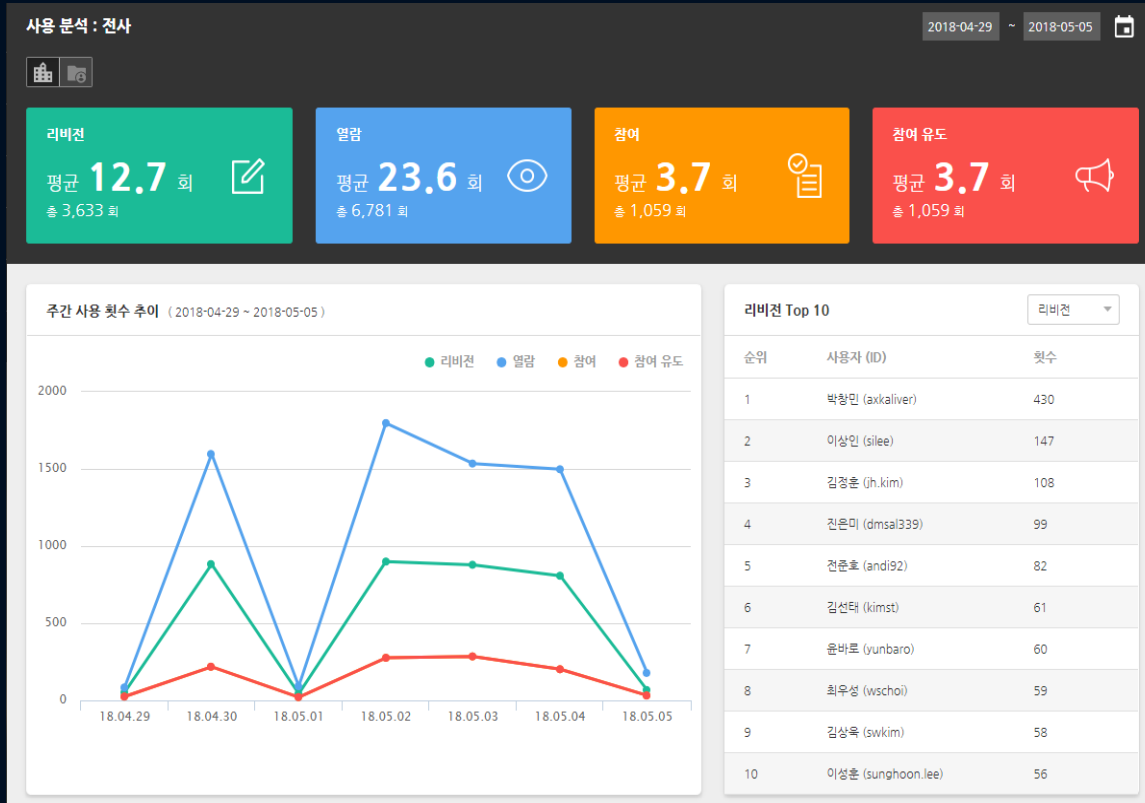 사용 분석 : 전사
2018-04-29 ~ 2018-05-05
리비전
평균 12.7 회
총 3,633 회
열람
평균 23.6 회
총 6,781 회
참여
평균 3.7 회
총 1,059 회
참여 유도
평균 3.7 회
총 1,059 회
주간 사용 횟수 추이 ( 2018-04-29 ~ 2018-05-05 )
리비전 열람 참여 참여 유도
2000
1500
1000
500
0
18.04.29 18.04.30 18.05.01 18.05.02 18.05.03 18.05.04 18.05.05
리비전 Top 10
리비전
순위 사용자 (ID) 횟수
1 박창민 (axkaliver) 430
2 이상인 (silee) 147
3 김정훈 (jh.kim) 108
4 진은미 (dmsal339) 99
5 전준호 (andi92) 82
6 김선태 (kimst) 61
7 윤바로 (yunbaro) 60
8 최우성 (wschoi) 59
9 김상욱 (swkim) 58
10 이성훈 (sunghoon.lee) 56